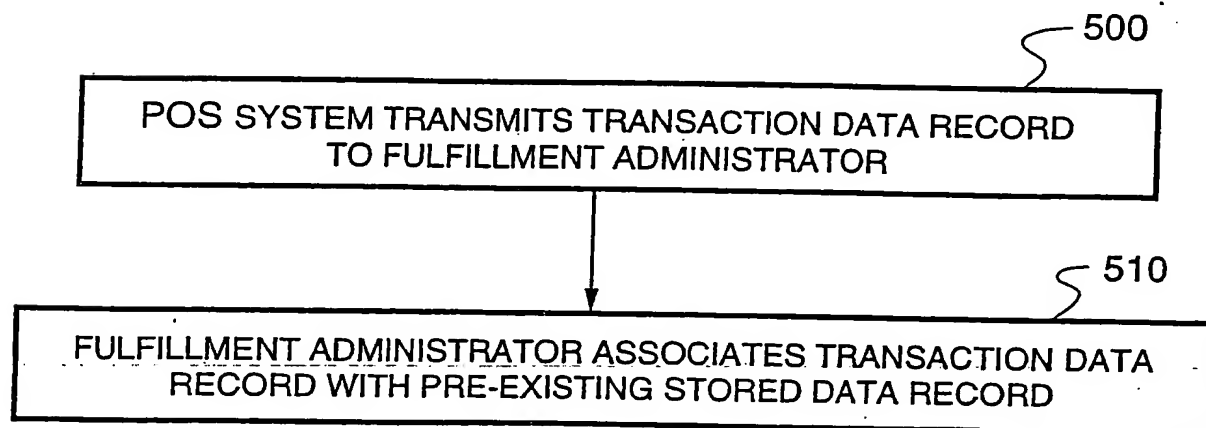 500
POS SYSTEM TRANSMITS TRANSACTION DATA RECORD
TO FULFILLMENT ADMINISTRATOR
510
FULFILLMENT ADMINISTRATOR ASSOCIATES TRANSACTION DATA
RECORD WITH PRE-EXISTING STORED DATA RECORD